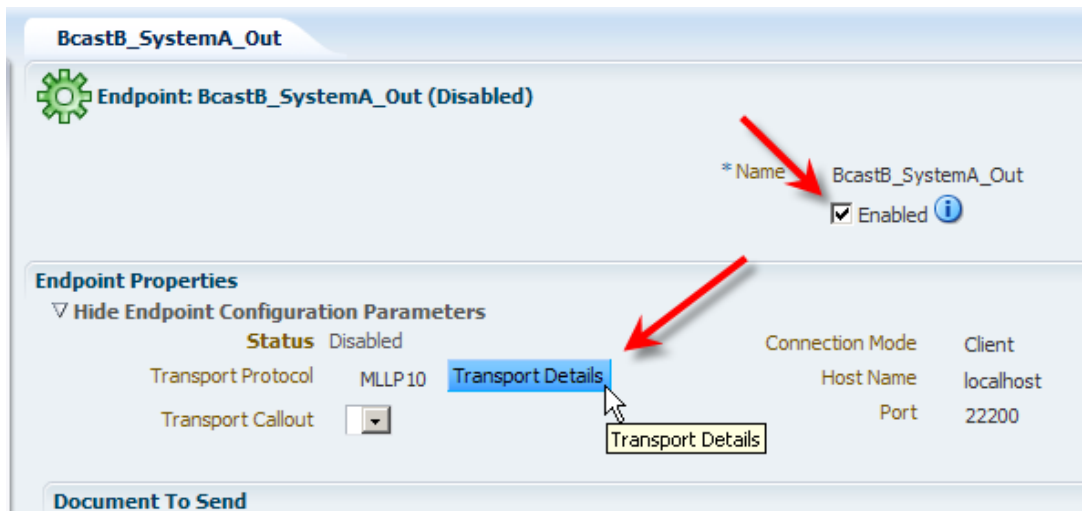 BcastB_SystemA_Out
Endpoint: BcastB_SystemA_Out (Disabled)
* Name BcastB_SystemA_Out
Enabled
Endpoint Properties
Hide Endpoint Configuration Parameters
Status Disabled
Connection Mode Client
Transport Protocol MLLP10 Transport Details
Host Name localhost
Transport Callout
Port 22200
Transport Details
Document To Send